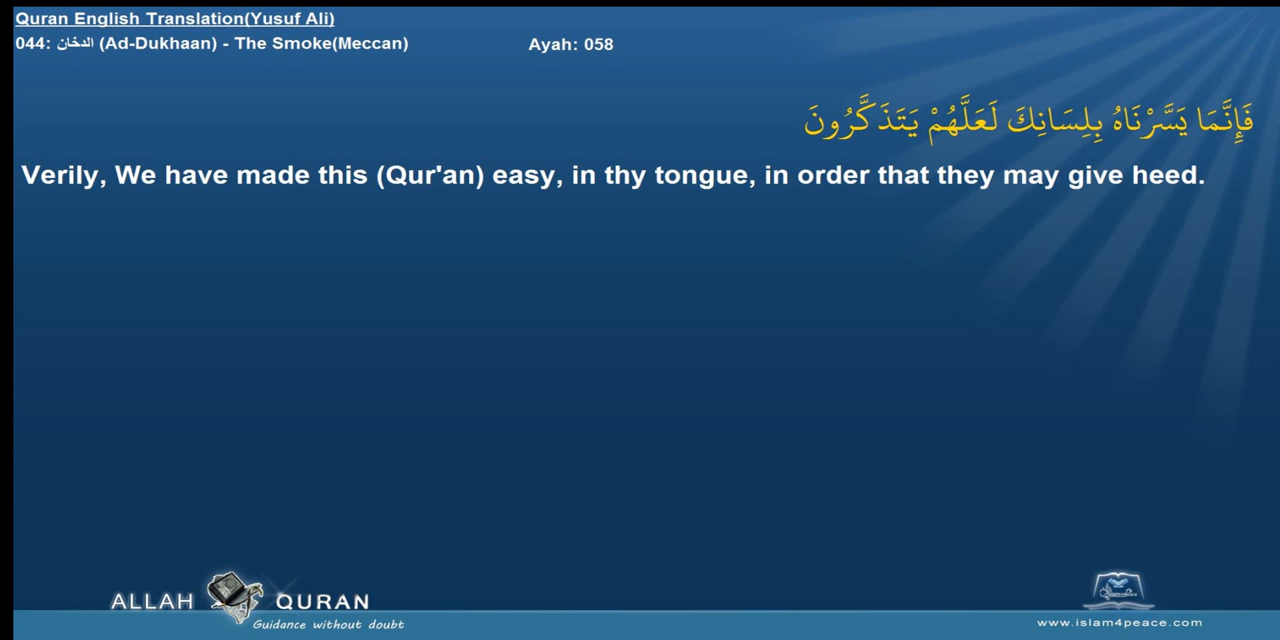 Quran English Translation(Yusuf Ali)
044: الدخان (Ad-Dukhaan) - The Smoke(Meccan) Ayah: 058
فَإِنَّمَا يَسَّرْنَاهُ بِلِسَانِكَ لَعَلَّهُمْ يَتَذَكَّرُونَ
Verily, We have made this (Qur'an) easy, in thy tongue, in order that they may give heed.
ALLAH QURAN
Guidance without doubt
www.islam4peace.com